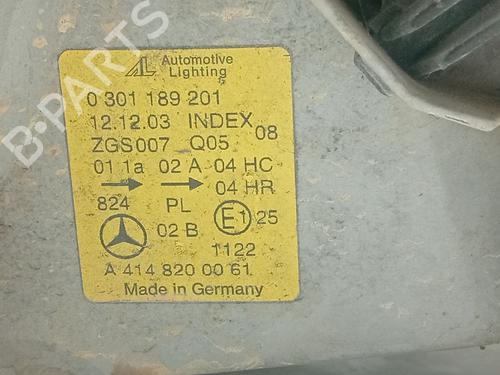 AL Automotive
Lighting
0 301 189 201
12.12.03 INDEX 08
ZGS007 Q05
01 1a 02 A 04 HC
04 HR
824 PL
02 B E1 25
1122
A 414 820 00 61
Made in Germany
B-PARTS